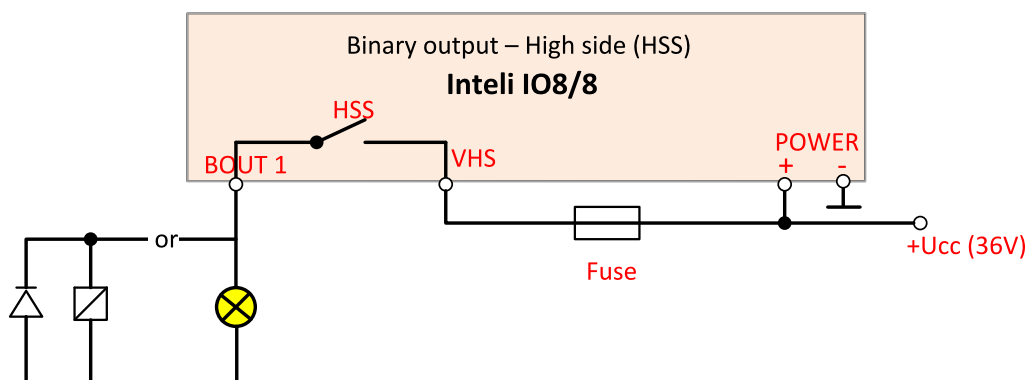 Binary output – High side (HSS)
Inteli IO8/8
HSS
POWER
BOUT 1
VHS
+ -
or
+Ucc (36V)
Fuse